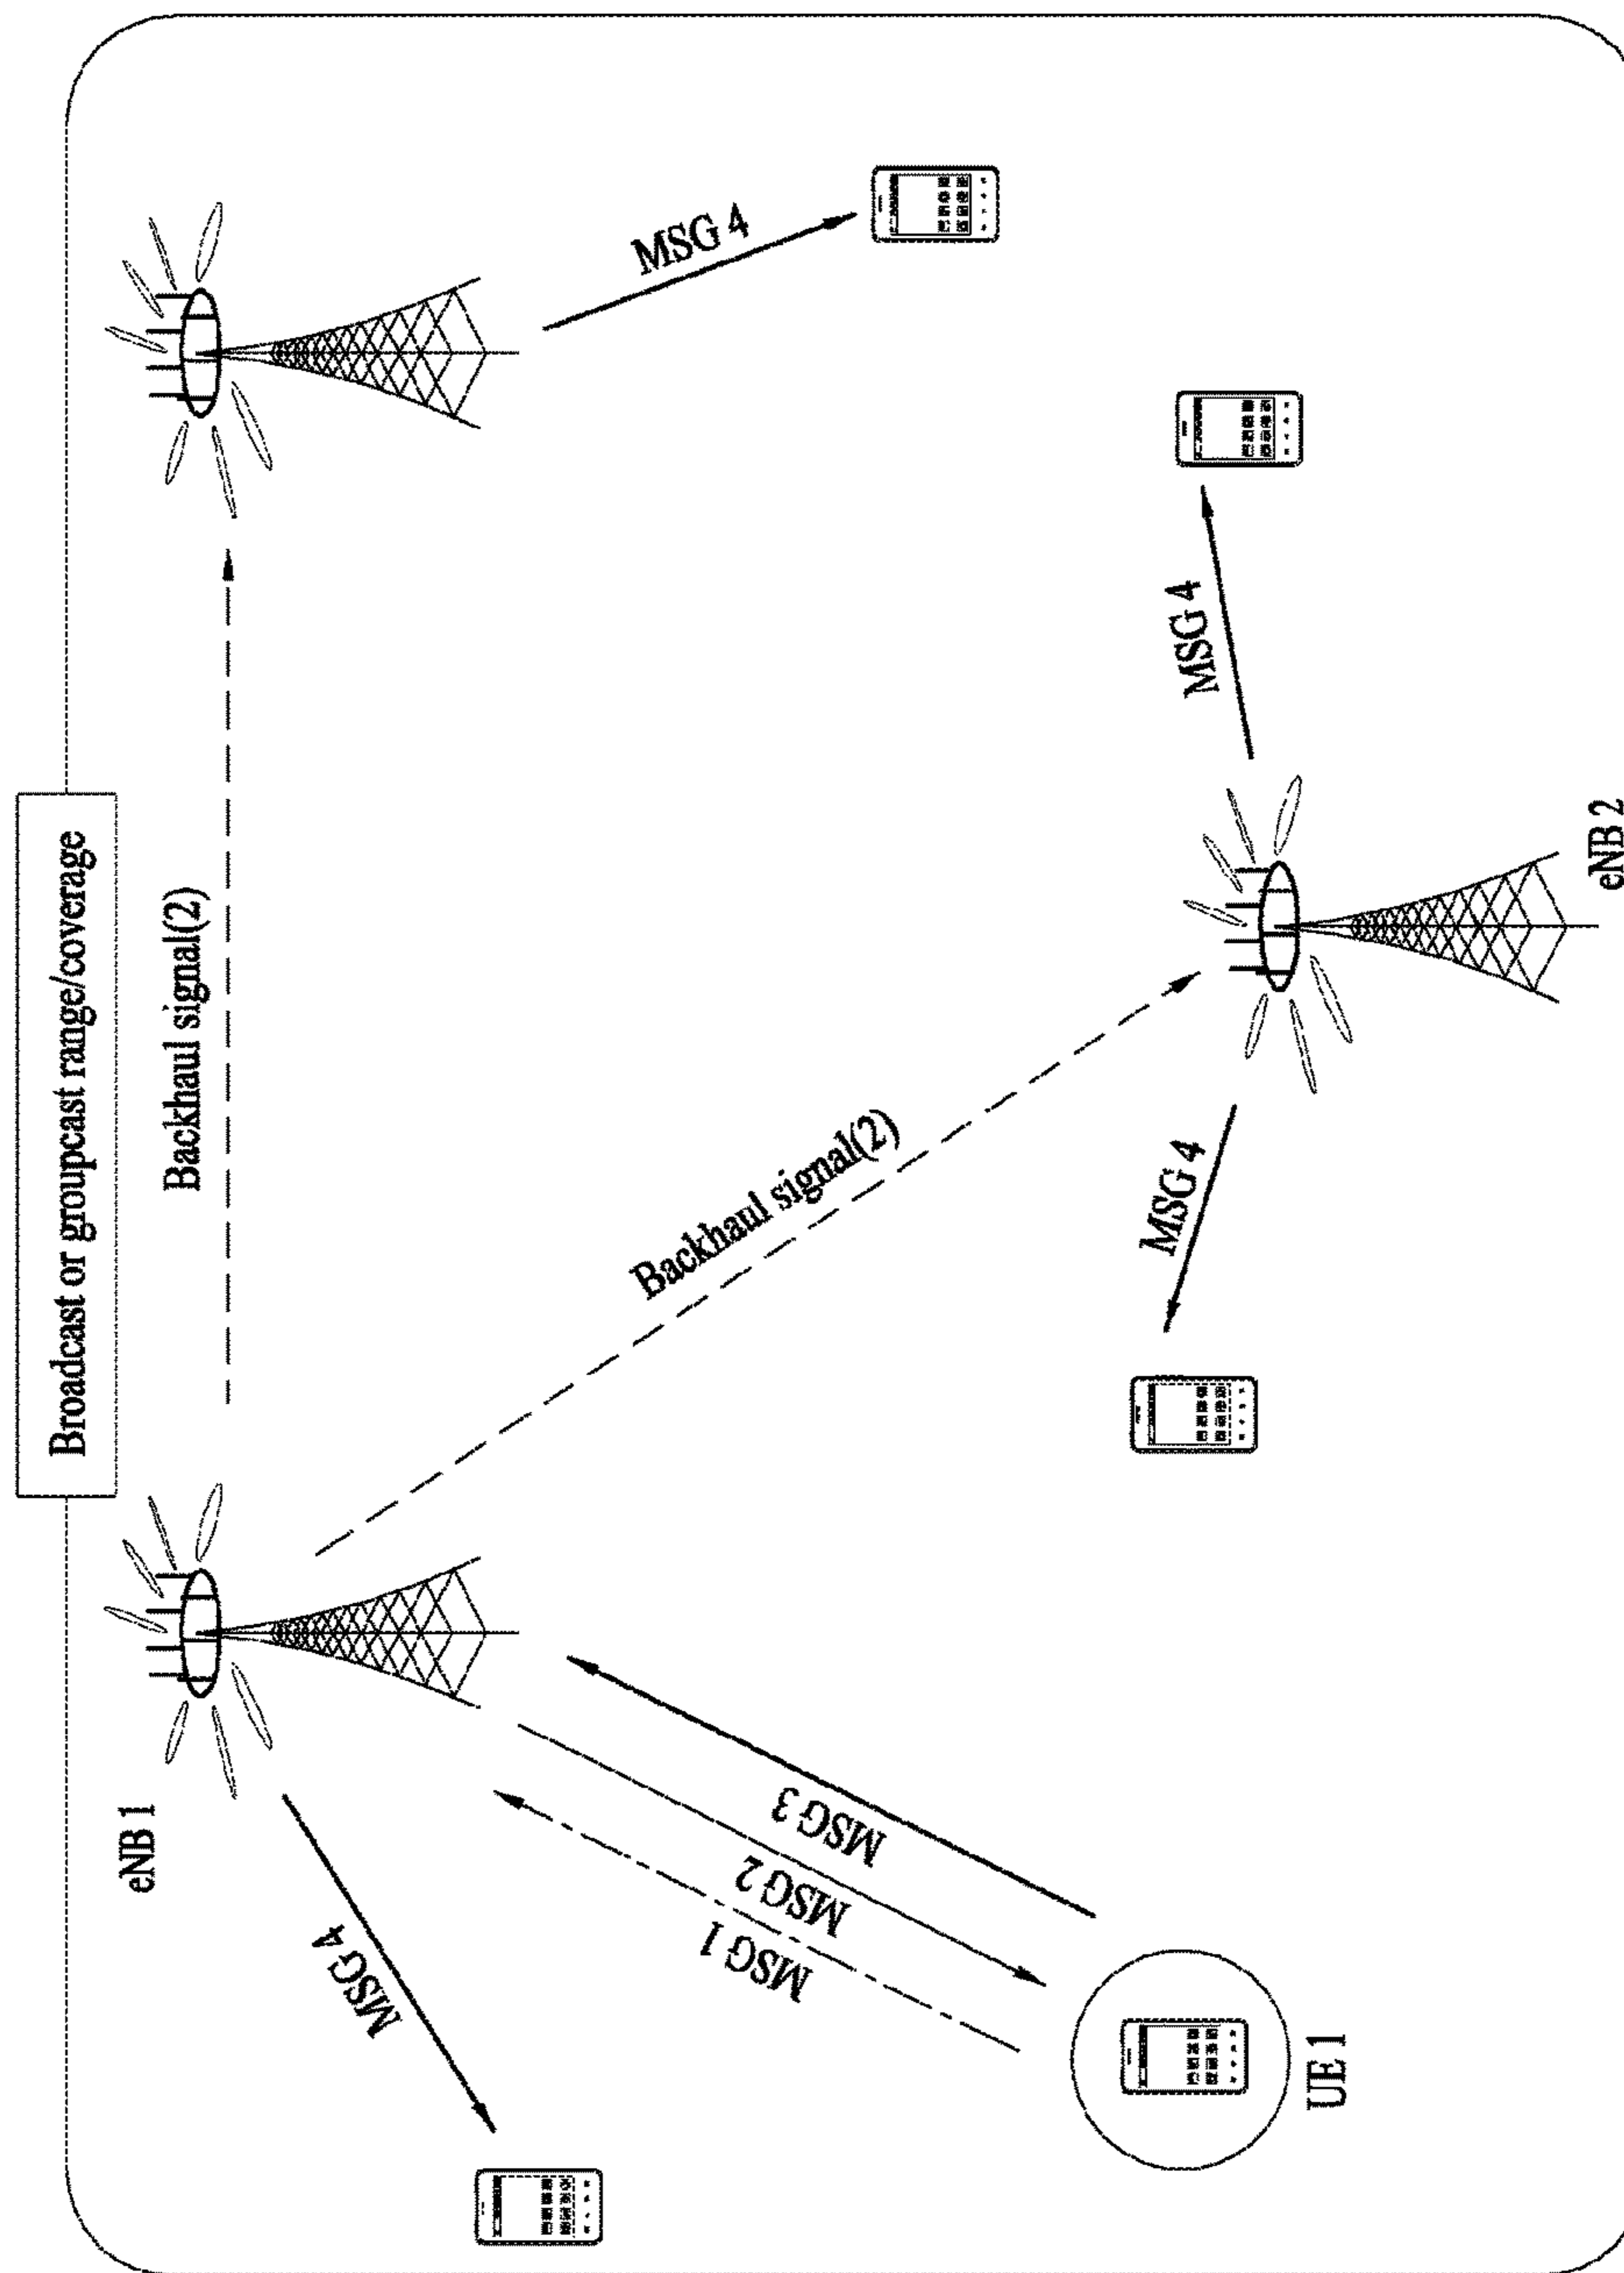 Broadcast or groupcast range/coverage
eNB 1
Backhaul signal(2)
MSG 4
MSG 4
Backhaul signal(2)
MSG 1
MSG 2
MSG 3
MSG 4
MSG 4
UE 1
eNB 2